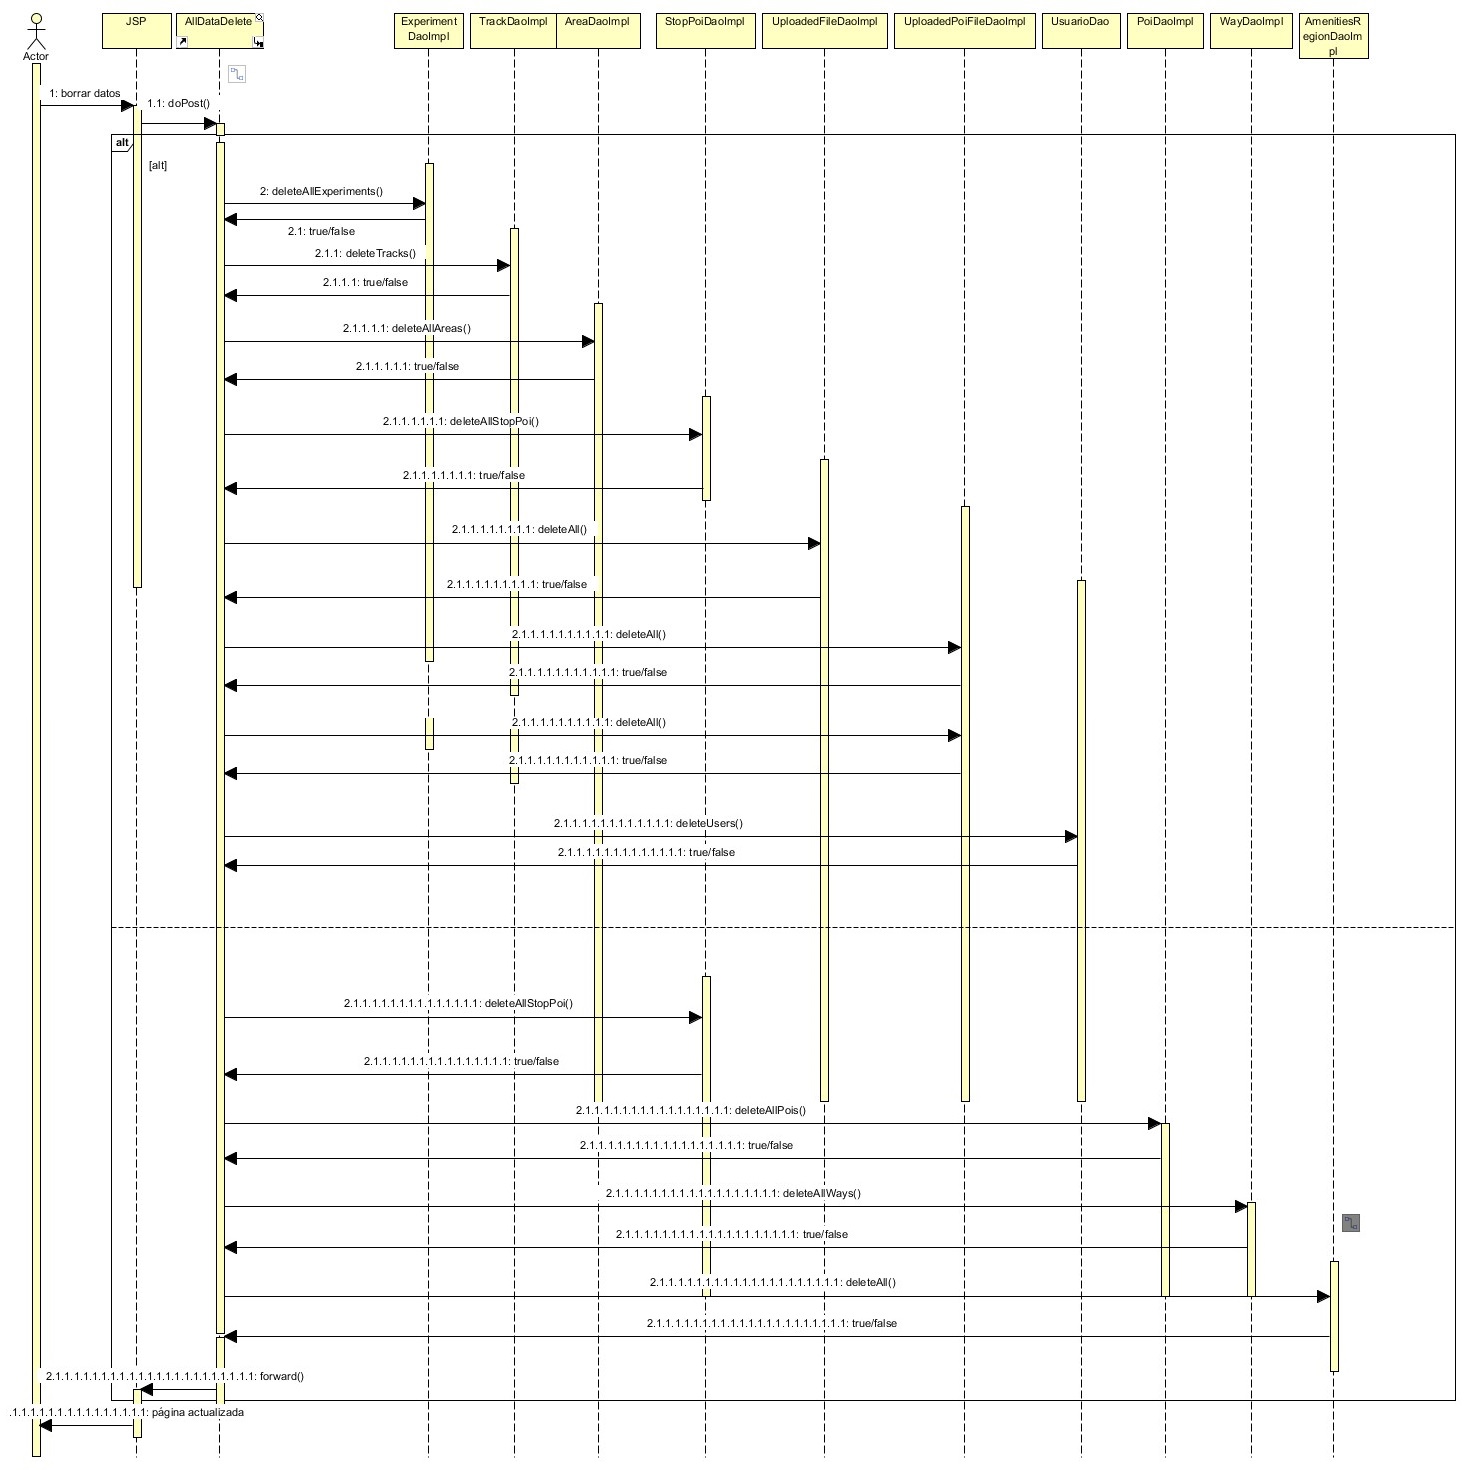 Actor
JSP
AllDataDelete
Experiment
DaoImpl
TrackDaoImpl
AreaDaoImpl
StopPoiDaoImpl
UploadedFileDaoImpl
UploadedPoiFileDaoImpl
UsuarioDao
PoiDaoImpl
WayDaoImpl
AmenitiesR
egionDaoIm
pl
1: borrar datos
1.1: doPost()
alt
[alt]
2: deleteAllExperiments()
2.1: true/false
2.1.1: deleteTracks()
2.1.1.1: true/false
2.1.1.1.1: deleteAllAreas()
2.1.1.1.1.1: true/false
2.1.1.1.1.1.1: deleteAllStopPoi()
2.1.1.1.1.1.1.1: true/false
2.1.1.1.1.1.1.1.1: deleteAll()
2.1.1.1.1.1.1.1.1.1: true/false
2.1.1.1.1.1.1.1.1.1.1: deleteAll()
2.1.1.1.1.1.1.1.1.1.1.1: true/false
2.1.1.1.1.1.1.1.1.1.1: deleteAll()
2.1.1.1.1.1.1.1.1.1.1.1: true/false
2.1.1.1.1.1.1.1.1.1.1.1.1: deleteUsers()
2.1.1.1.1.1.1.1.1.1.1.1.1.1: true/false
2.1.1.1.1.1.1.1.1.1.1.1.1.1.1: deleteAllStopPoi()
2.1.1.1.1.1.1.1.1.1.1.1.1.1.1.1: true/false
2.1.1.1.1.1.1.1.1.1.1.1.1.1.1.1.1: deleteAllPois()
2.1.1.1.1.1.1.1.1.1.1.1.1.1.1.1.1.1: true/false
2.1.1.1.1.1.1.1.1.1.1.1.1.1.1.1.1.1.1: deleteAllWays()
2.1.1.1.1.1.1.1.1.1.1.1.1.1.1.1.1.1.1.1: true/false
2.1.1.1.1.1.1.1.1.1.1.1.1.1.1.1.1.1.1.1.1: deleteAll()
2.1.1.1.1.1.1.1.1.1.1.1.1.1.1.1.1.1.1.1.1.1: true/false
2.1.1.1.1.1.1.1.1.1.1.1.1.1.1.1.1.1.1.1.1.1.1: forward()
.1.1.1.1.1.1.1.1.1.1.1.1.1.1.1: página actualizada